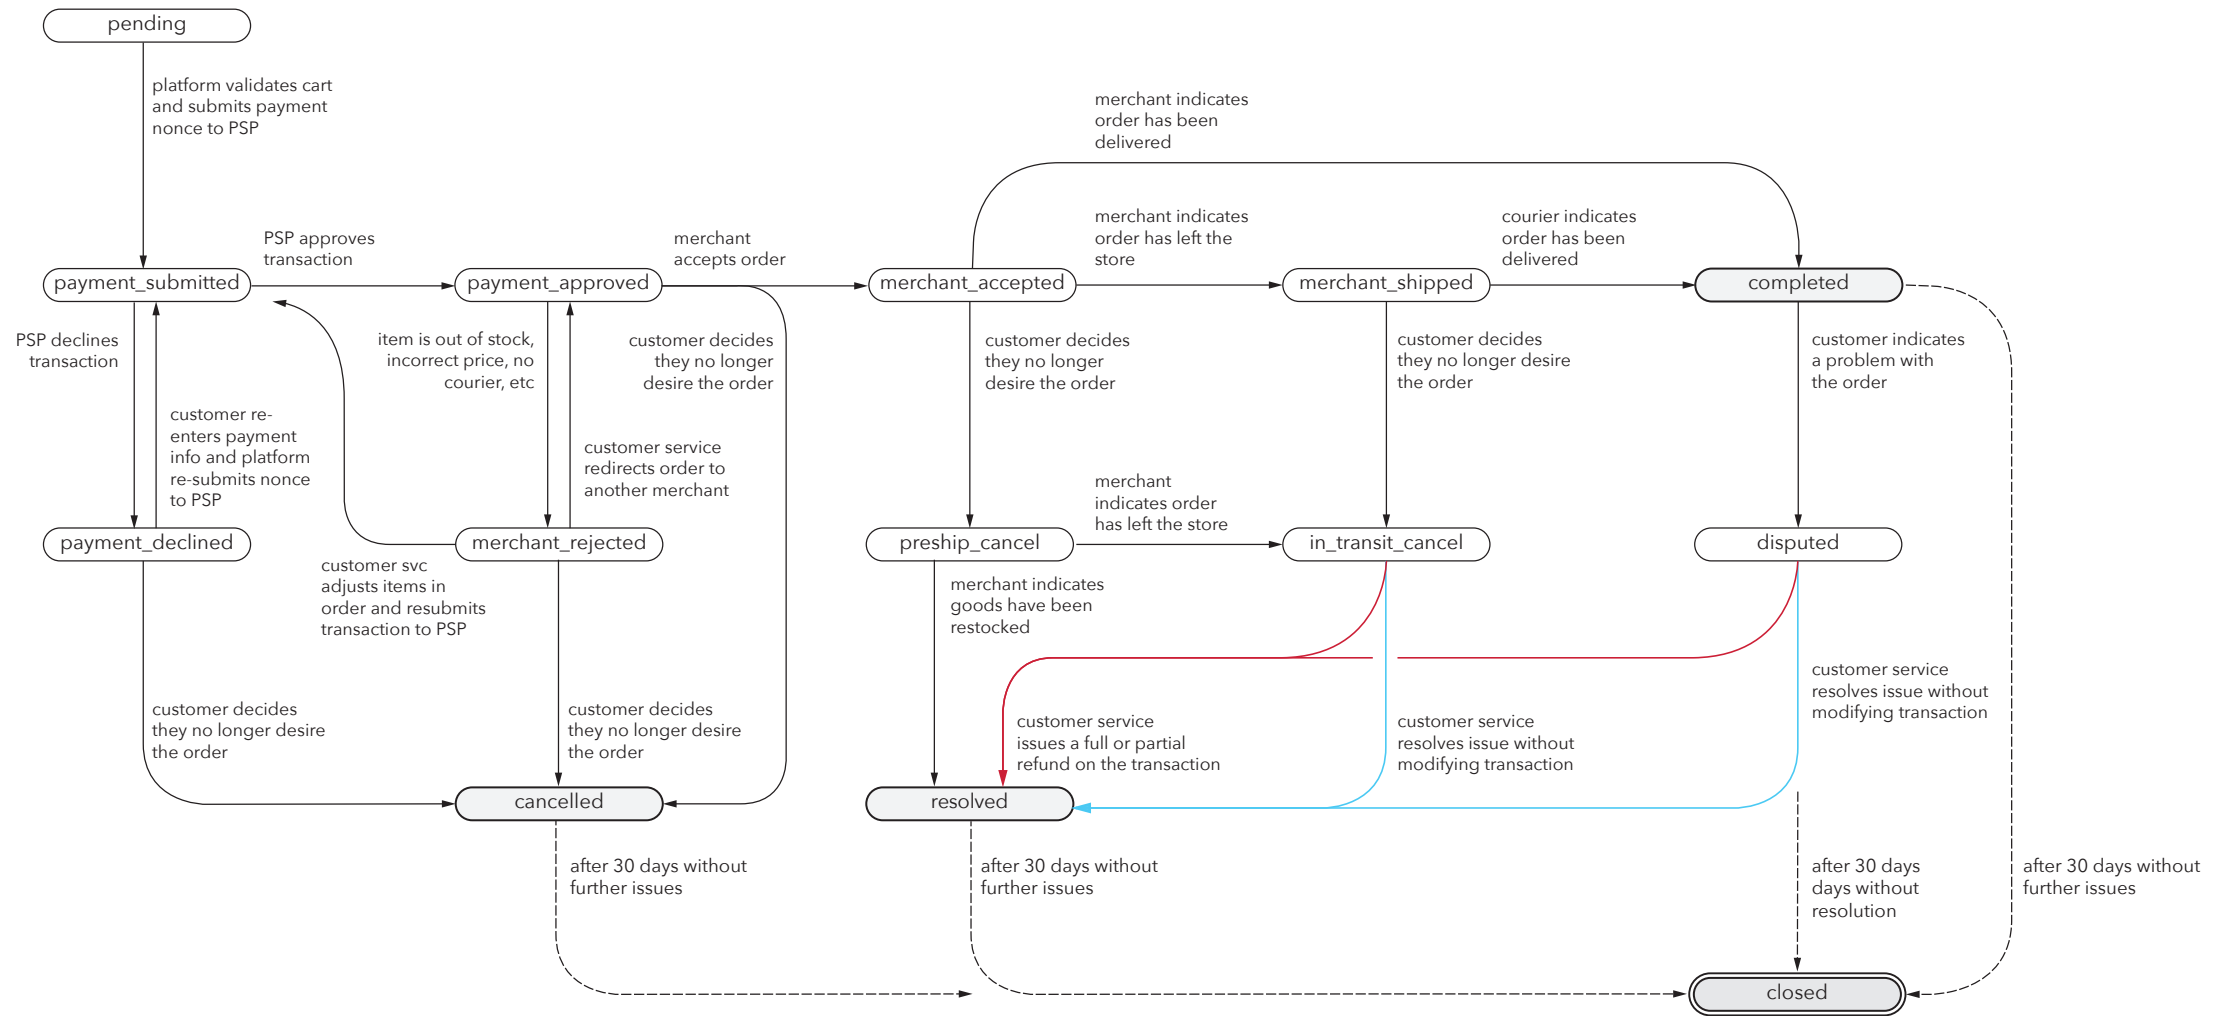 pending
platform validates cart
and submits payment
nonce to PSP
merchant indicates
order has been
delivered
PSP approves
transaction
merchant
accepts order
merchant indicates
order has left the
store
courier indicates
order has been
delivered
payment_submitted
payment_approved
merchant_accepted
merchant_shipped
completed
PSP declines
transaction
item is out of stock,
incorrect price, no
courier, etc
customer decides
they no longer
desire the order
customer decides
they no longer
desire the order
customer decides
they no longer desire
the order
customer indicates
a problem with
the order
customer re-
enters payment
info and platform
re-submits nonce
to PSP
customer service
redirects order to
another merchant
merchant
indicates order
has left the store
payment_declined
merchant_rejected
preship_cancel
in_transit_cancel
disputed
customer svc
adjusts items in
order and resubmits
transaction to PSP
merchant indicates
goods have been
restocked
customer decides
they no longer desire
the order
customer decides
they no longer desire
the order
customer service
issues a full or partial
refund on the transaction
customer service
resolves issue without
modifying transaction
customer service
resolves issue without
modifying transaction
cancelled
resolved
after 30 days without
further issues
after 30 days without
further issues
after 30 days
days without
resolution
after 30 days without
further issues
closed